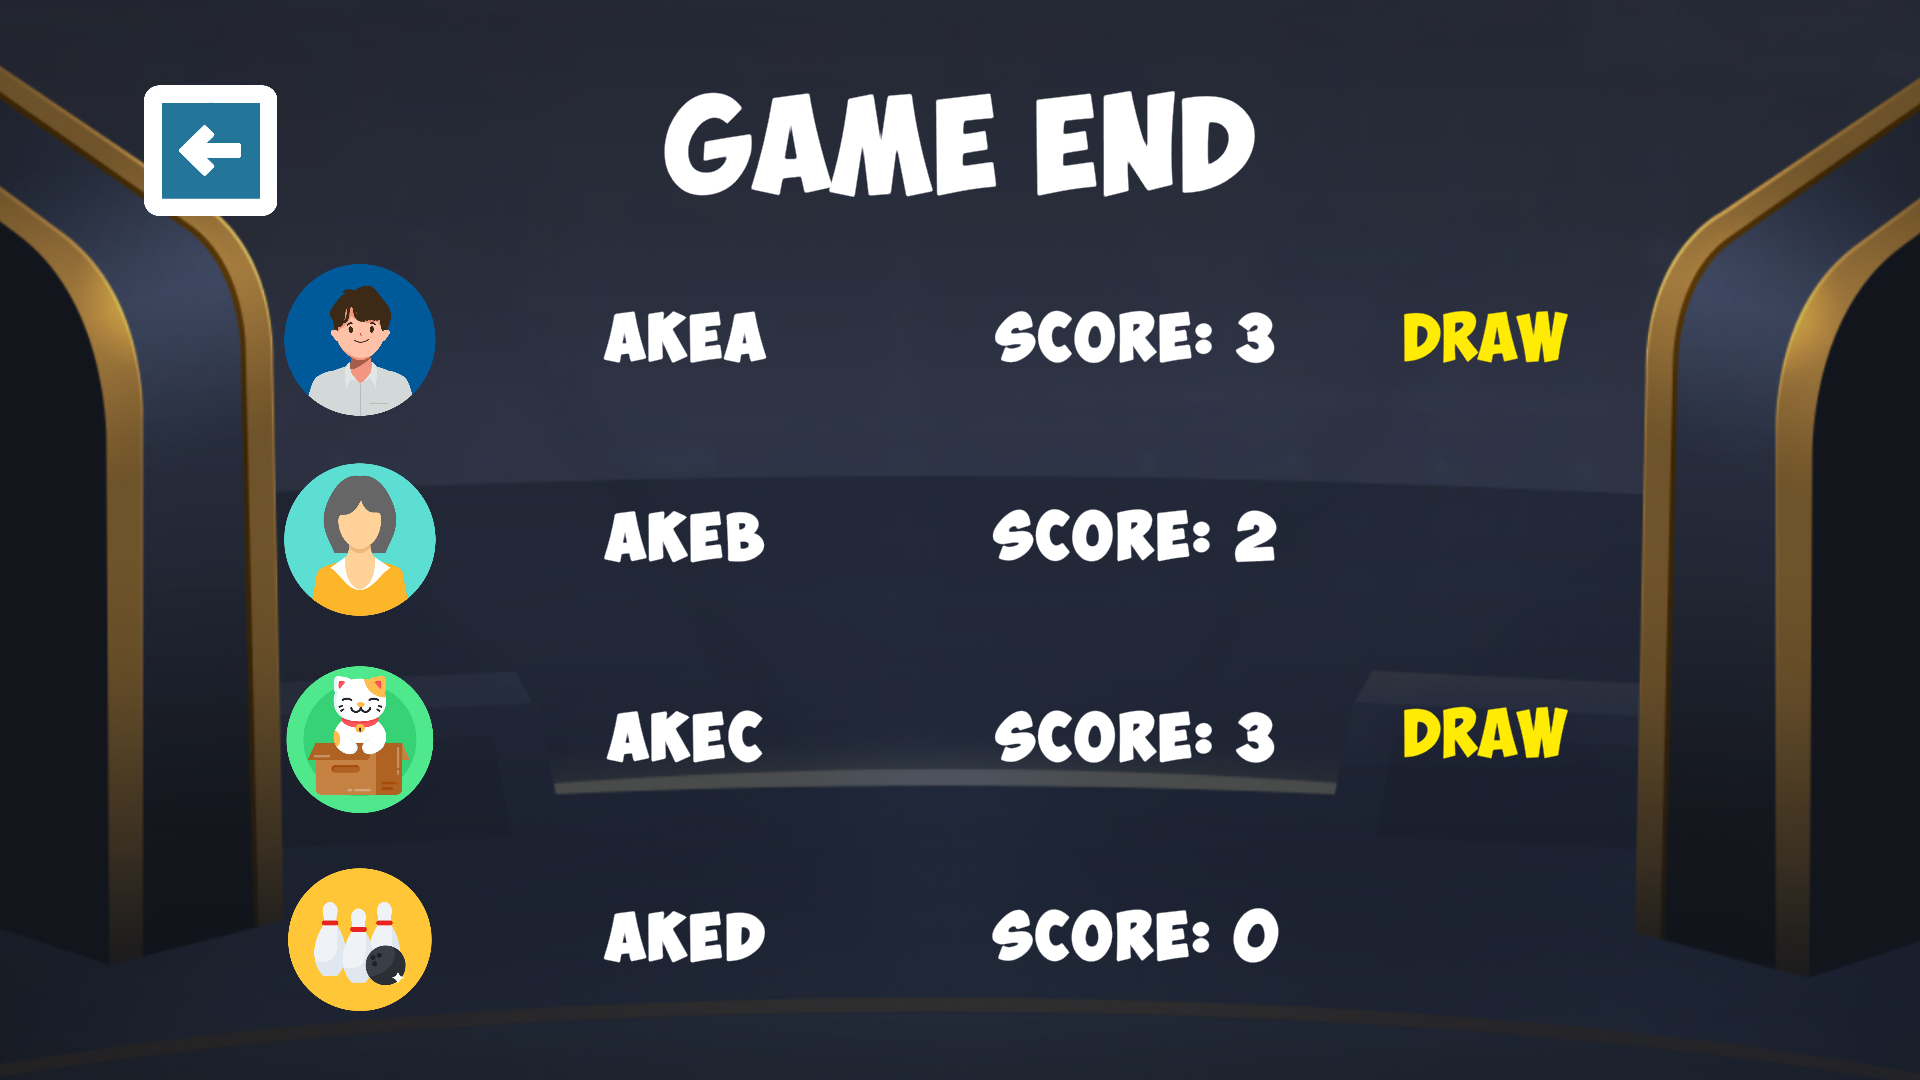 GAME END
AKEA SCORE: 3 DRAW
AKEB SCORE: 2
AKEC SCORE: 3 DRAW
AKED SCORE: 0